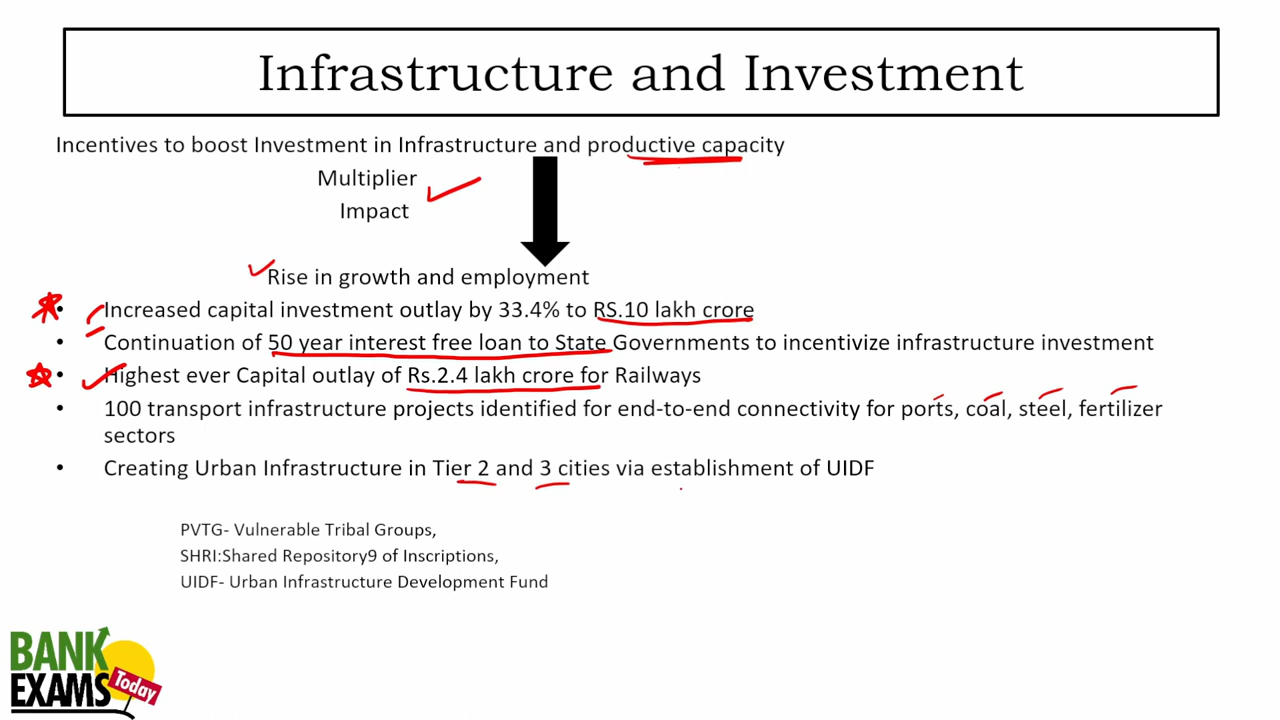 Infrastructure and Investment
Incentives to boost Investment in Infrastructure and productive capacity
Multiplier
Impact
Rise in growth and employment
• Increased capital investment outlay by 33.4% to RS.10 lakh crore
• Continuation of 50 year interest free loan to State Governments to incentivize infrastructure investment
• Highest ever Capital outlay of Rs.2.4 lakh crore for Railways
• 100 transport infrastructure projects identified for end-to-end connectivity for ports, coal, steel, fertilizer
sectors
• Creating Urban Infrastructure in Tier 2 and 3 cities via establishment of UIDF
PVTG- Vulnerable Tribal Groups,
SHRI:Shared Repository9 of Inscriptions,
UIDF- Urban Infrastructure Development Fund
BANK
EXAMS
Today